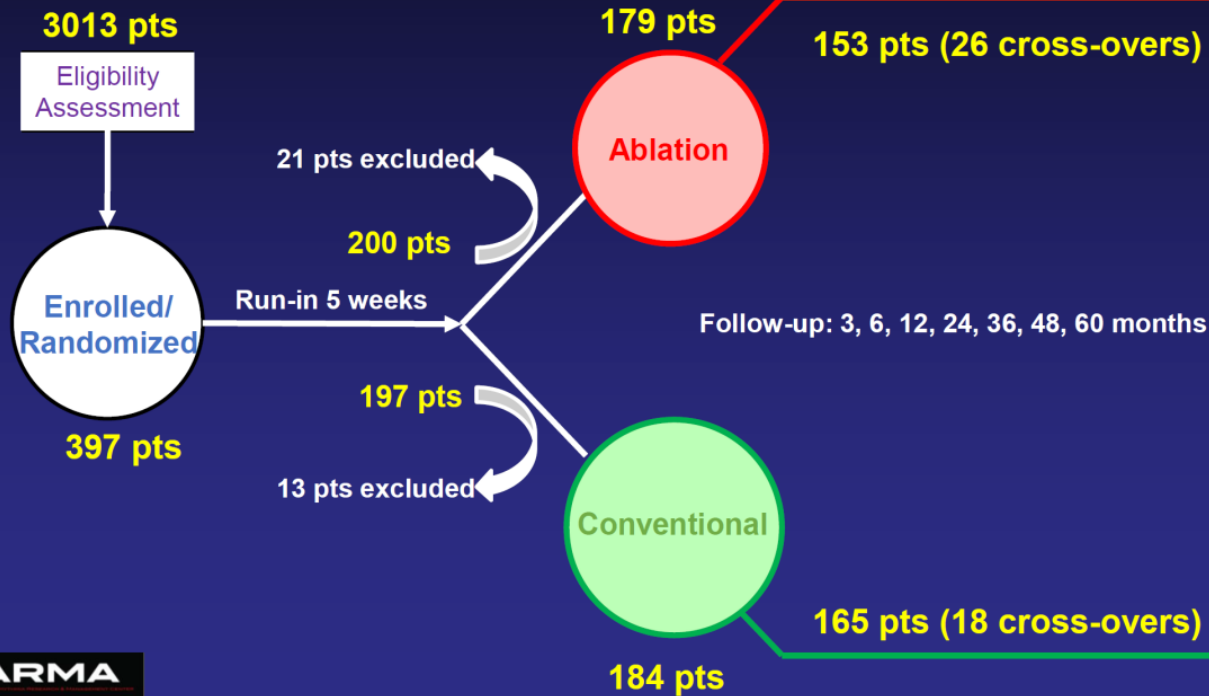 3013 pts
Eligibility
Assessment
Enrolled/
Randomized
397 pts
Run-in 5 weeks
21 pts excluded
200 pts
197 pts
13 pts excluded
179 pts
Ablation
153 pts (26 cross-overs)
Follow-up: 3, 6, 12, 24, 36, 48, 60 months
Conventional
165 pts (18 cross-overs)
184 pts
ARMA